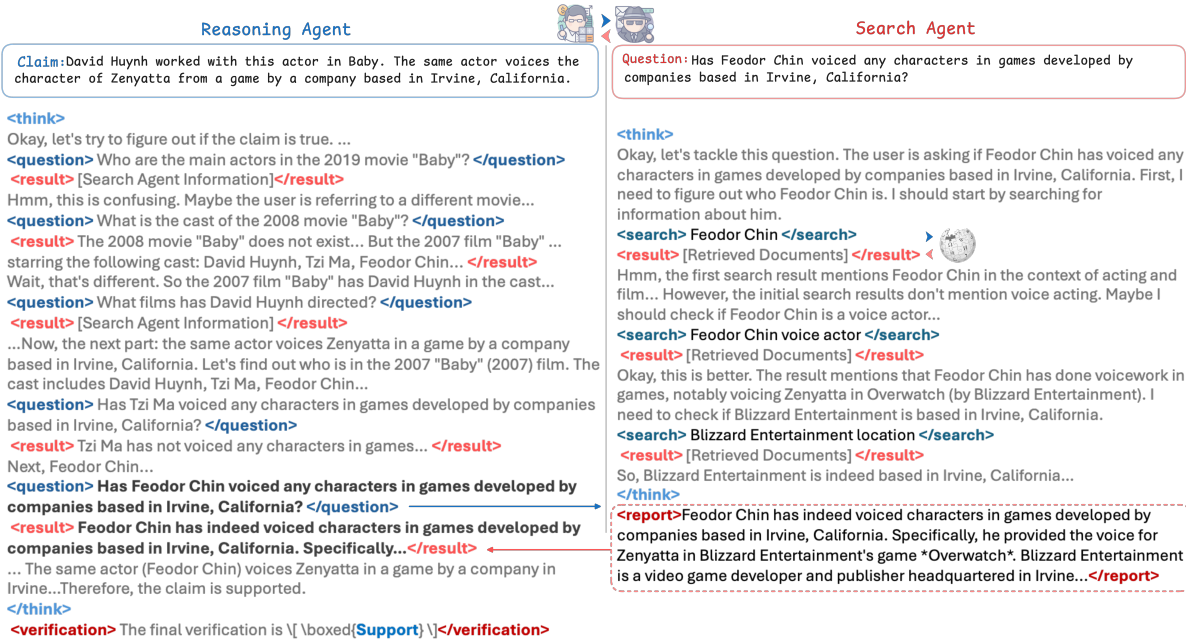 Reasoning Agent
Claim:David Huynh worked with this actor in Baby. The same actor voices the
character of Zenyatta from a game by a company based in Irvine, California.
<think>
Okay, let's try to figure out if the claim is true. ...
<question> Who are the main actors in the 2019 movie "Baby"? </question>
<result> [Search Agent Information]</result>
Hmm, this is confusing. Maybe the user is referring to a different movie...
<question> What is the cast of the 2008 movie "Baby"? </question>
<result> The 2008 movie "Baby" does not exist... But the 2007 film "Baby" ...
starring the following cast: David Huynh, Tzi Ma, Feodor Chin... </result>
Wait, that's different. So the 2007 film "Baby" has David Huynh in the cast...
<question> What films has David Huynh directed? </question>
<result> [Search Agent Information] </result>
...Now, the next part: the same actor voices Zenyatta in a game by a company
based in Irvine, California. Let's find out who is in the 2007 "Baby" (2007) film. The
cast includes David Huynh, Tzi Ma, Feodor Chin...
<question> Has Tzi Ma voiced any characters in games developed by companies
based in Irvine, California? </question>
<result> Tzi Ma has not voiced any characters in games... </result>
Next, Feodor Chin...
<question> Has Feodor Chin voiced any characters in games developed by
companies based in Irvine, California? </question>
<result> Feodor Chin has indeed voiced characters in games developed by
companies based in Irvine, California. Specifically...</result>
... The same actor (Feodor Chin) voices Zenyatta in a game by a company in
Irvine...Therefore, the claim is supported.
</think>
<verification> The final verification is \[ \boxed{Support} \]</verification>
Search Agent
Question: Has Feodor Chin voiced any characters in games developed by
companies based in Irvine, California?
<think>
Okay, let's tackle this question. The user is asking if Feodor Chin has voiced any
characters in games developed by companies based in Irvine, California. First, I
need to figure out who Feodor Chin is. I should start by searching for
information about him.
<search> Feodor Chin </search>
<result> [Retrieved Documents] </result>
Hmm, the first search result mentions Feodor Chin in the context of acting and
film... However, the initial search results don't mention voice acting. Maybe I
should check if Feodor Chin is a voice actor...
<search> Feodor Chin voice actor </search>
<result> [Retrieved Documents] </result>
Okay, this is better. The result mentions that Feodor Chin has done voicework in
games, notably voicing Zenyatta in Overwatch (by Blizzard Entertainment). I
need to check if Blizzard Entertainment is based in Irvine, California.
<search> Blizzard Entertainment location </search>
<result> [Retrieved Documents] </result>
So, Blizzard Entertainment is indeed based in Irvine, California...
</think>
<report>Feodor Chin has indeed voiced characters in games developed by
companies based in Irvine, California. Specifically, he provided the voice for
Zenyatta in Blizzard Entertainment's game *Overwatch*. Blizzard Entertainment
is a video game developer and publisher headquartered in Irvine...</report>